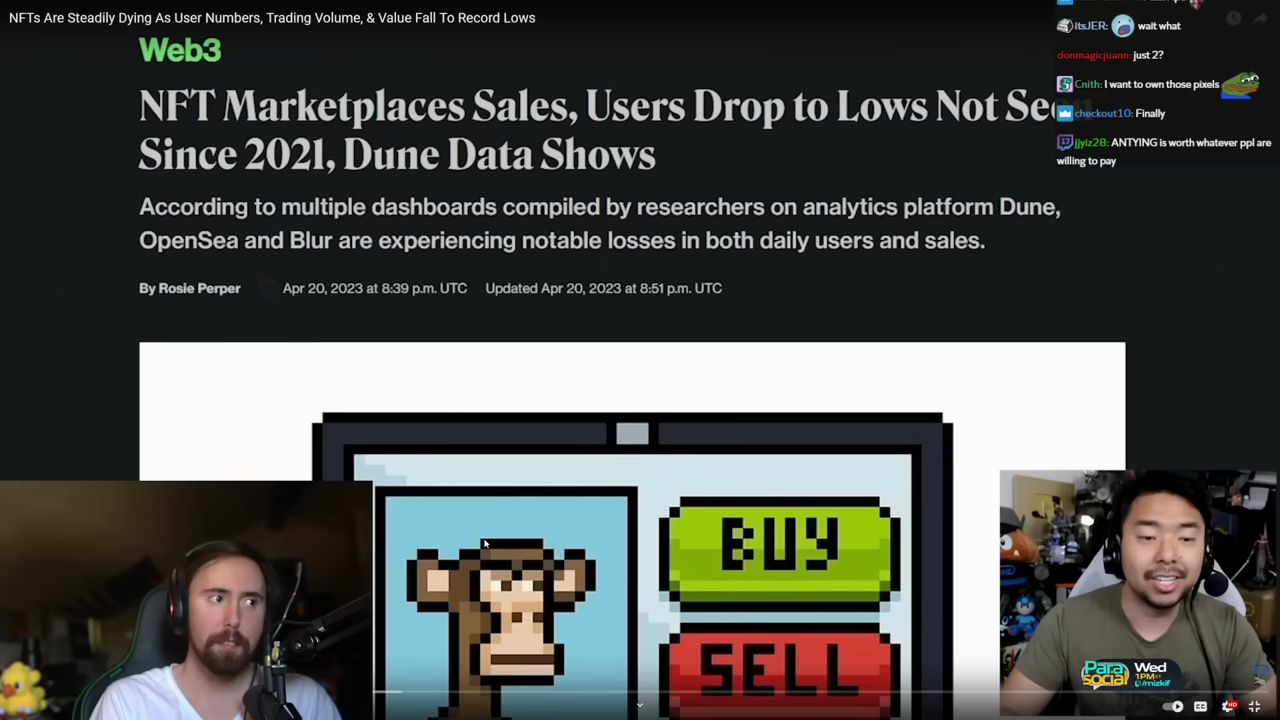 NFTs Are Steadily Dying As User Numbers, Trading Volume, & Value Fall To Record Lows
Web3
NFT Marketplaces Sales, Users Drop to Lows Not Seen
Since 2021, Dune Data Shows
According to multiple dashboards compiled by researchers on analytics platform Dune,
OpenSea and Blur are experiencing notable losses in both daily users and sales.
By Rosie Perper Apr 20, 2023 at 8:39 p.m. UTC Updated Apr 20, 2023 at 8:51 p.m. UTC
itsJER: wait what
donmagicjuann: just 2?
Cnith: I want to own those pixels
checkout10: Finally
jjyiz28: ANTYING is worth whatever ppl are
willing to pay
BUY
SELL
Para
social
Wed
1PM
/mizkif
CC
HD